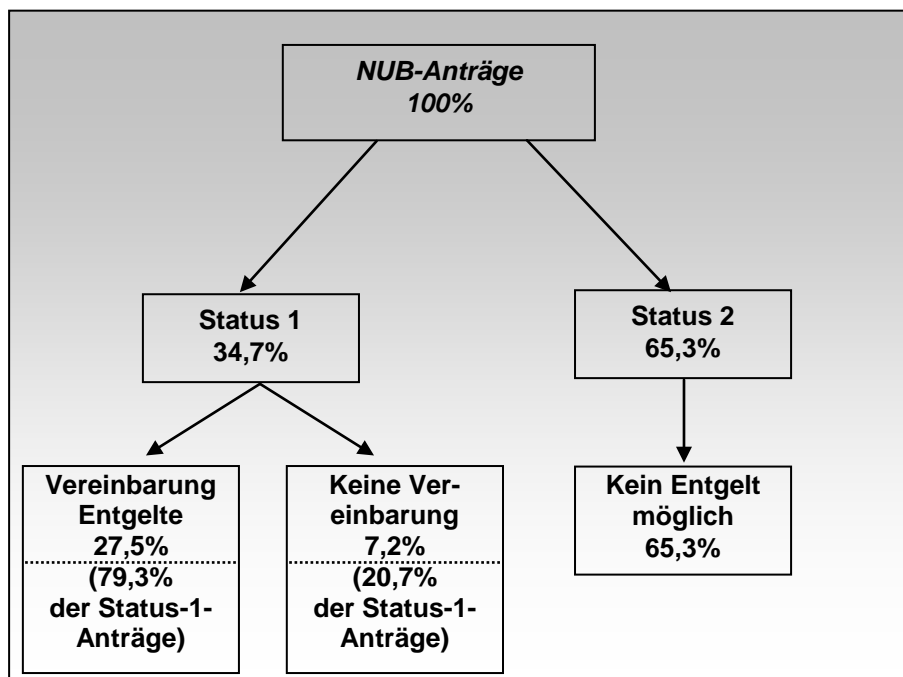 NUB-Anträge
100%
Status 1
34,7%
Status 2
65,3%
Vereinbarung
Entgelte
27,5%
(79,3%
der Status-1-
Anträge)
Keine Ver-
einbarung
7,2%
(20,7%
der Status-1-
Anträge)
Kein Entgelt
möglich
65,3%